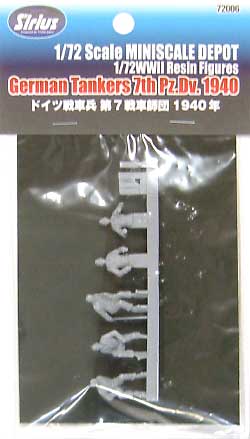 72006
Sirius
1/72 Scale MINISCALE DEPOT
1/72WWII Resin Figures
German Tankers 7th Pz.Dv. 1940
ドイツ戦車兵 第7戦車師団 1940年